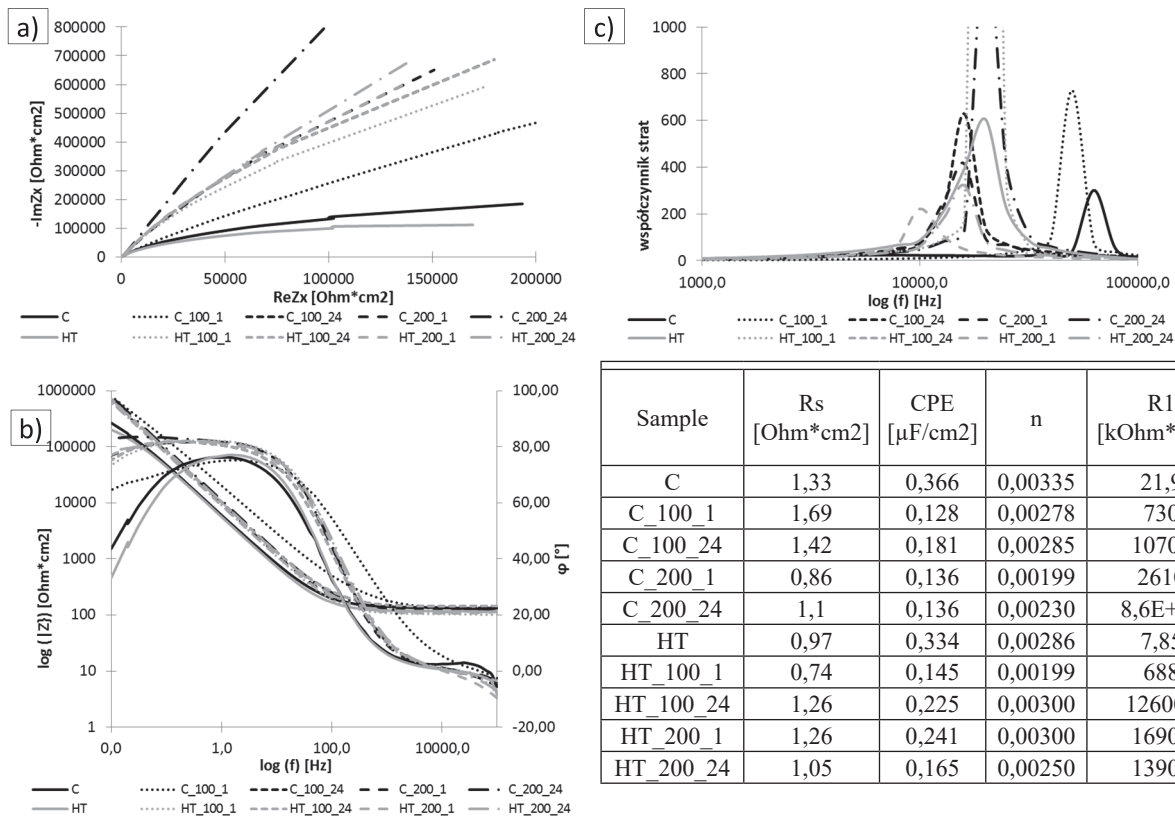 a)
800000
700000
600000
500000
400000
300000
200000
100000
0
-ImZx [Ohm*cm2]
0 50000 100000 150000 200000
ReZx [Ohm*cm2]
C C_100_1 C_100_24 C_200_1 C_200_24
HT HT_100_1 HT_100_24 HT_200_1 HT_200_24
c)
1000
800
600
400
200
0
współczynnik strat
1000,0 10000,0 100000,0
log (f) [Hz]
C C_100_1 C_100_24 C_200_1 C_200_24
HT HT_100_1 HT_100_24 HT_200_1 HT_200_24
b)
1000000
100000
10000
1000
100
10
1
log (|Z|) [Ohm*cm2]
100,00
80,00
60,00
40,00
20,00
0,00
-20,00
φ [°]
0,0 1,0 100,0 10000,0
log (f) [Hz]
C C_100_1 C_100_24 C_200_1 C_200_24
HT HT_100_1 HT_100_24 HT_200_1 HT_200_24
Sample Rs [Ohm*cm2] CPE [µF/cm2] n R1 [kOhm*
C 1,33 0,366 0,00335 21,9
C_100_1 1,69 0,128 0,00278 730
C_100_24 1,42 0,181 0,00285 1070
C_200_1 0,86 0,136 0,00199 2610
C_200_24 1,1 0,136 0,00230 8,6E+
HT 0,97 0,334 0,00286 7,85
HT_100_1 0,74 0,145 0,00199 688
HT_100_24 1,26 0,225 0,00300 12600
HT_200_1 1,26 0,241 0,00300 1690
HT_200_24 1,05 0,165 0,00250 1390